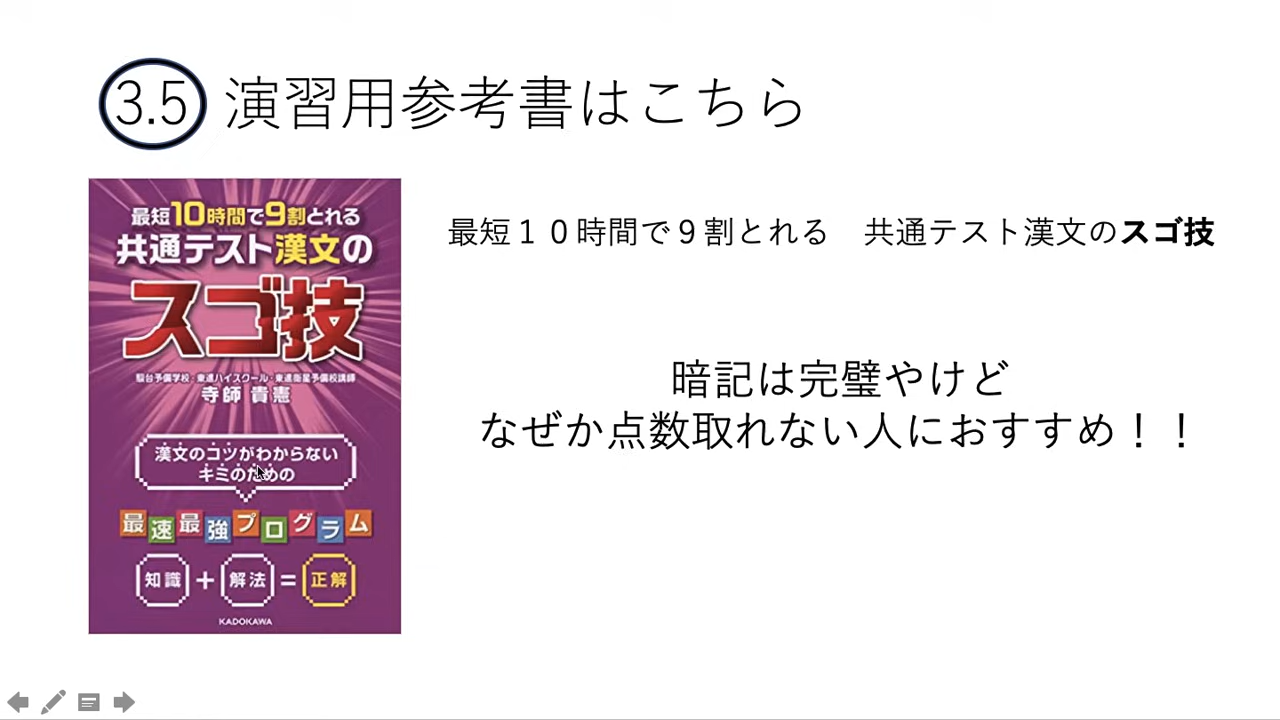 3.5 演習用参考書はこちら
最短10時間で9割とれる
共通テスト漢文の
スゴ技
駿台予備学校・東進ハイスクール・東進衛星予備校講師
寺師 貴憲
漢文のコツがわからない
キミのための
最速最強プログラム
知識+解法=正解
KADOKAWA
最短１０時間で９割とれる　共通テスト漢文のスゴ技
暗記は完璧やけど
なぜか点数取れない人におすすめ！！